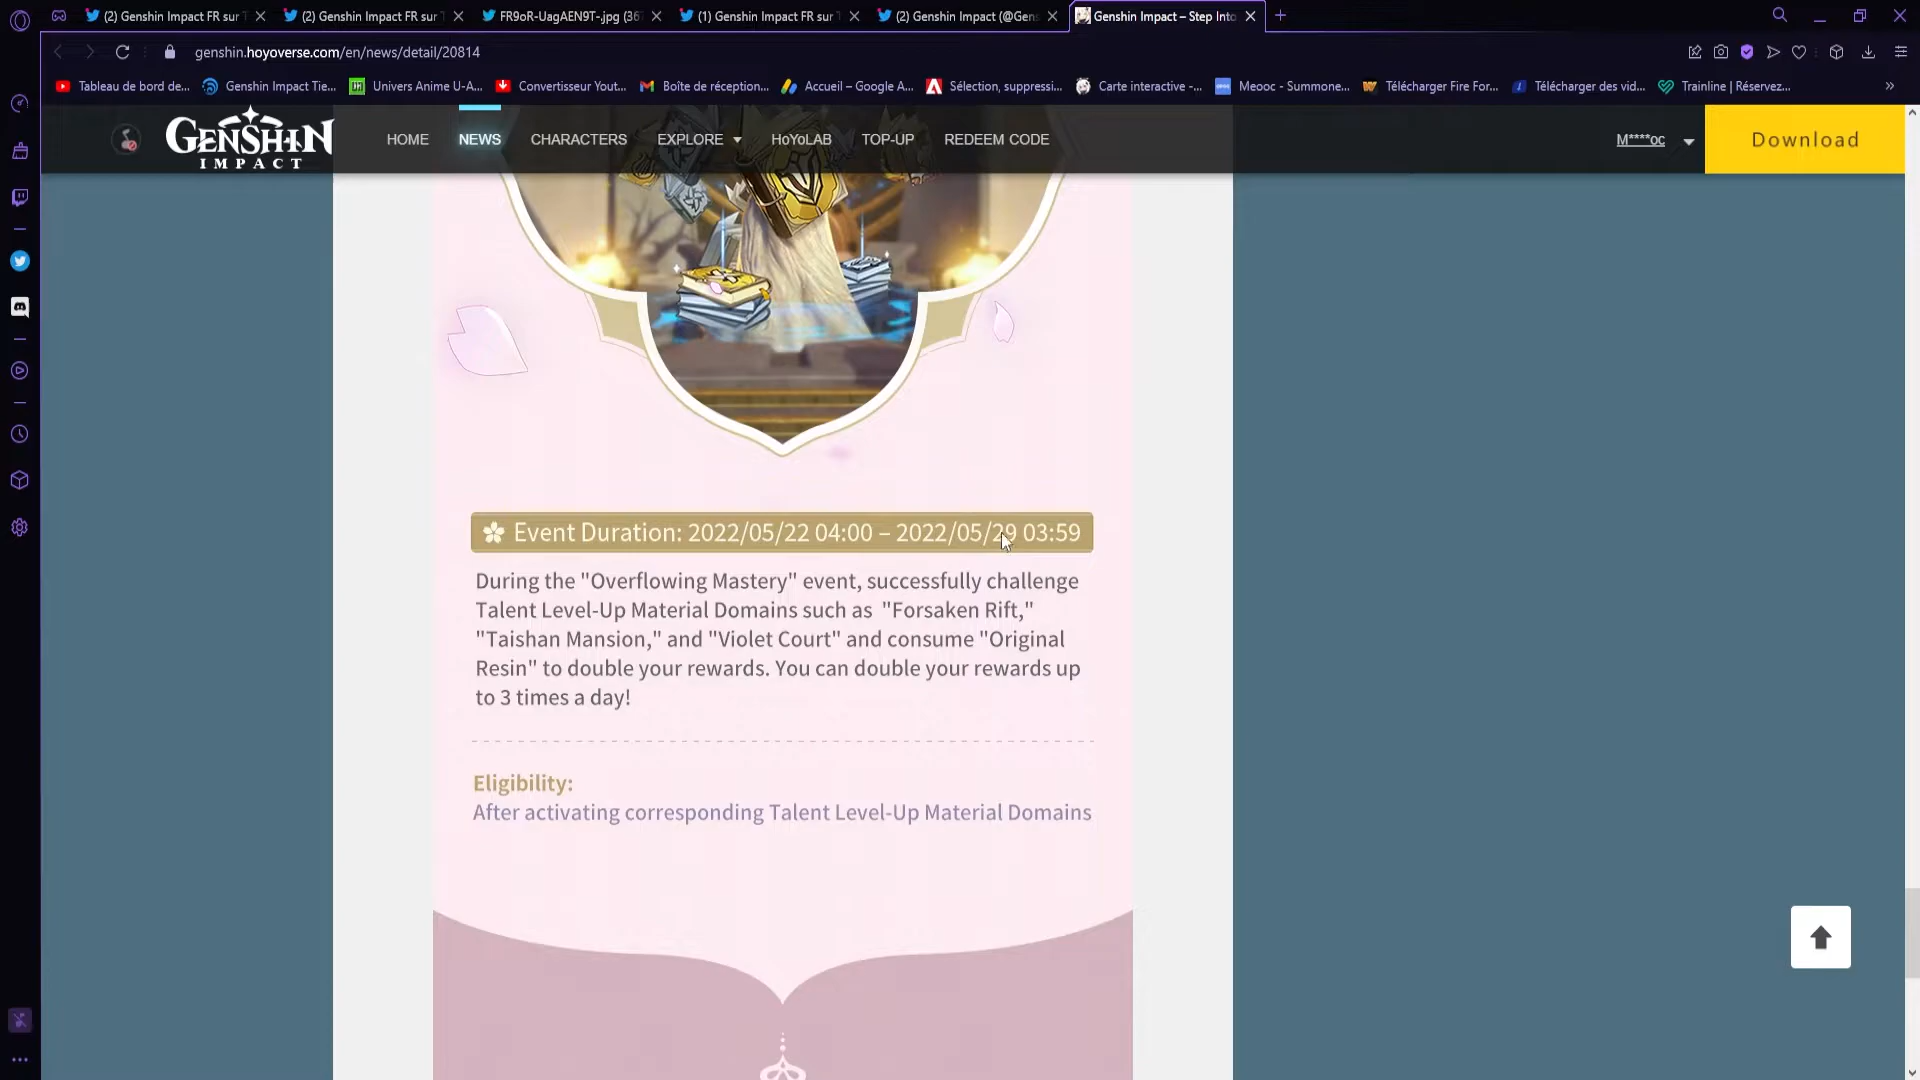 (2) Genshin Impact FR sur T
(2) Genshin Impact FR sur
FR9oR-UagAEN9T-.jpg (36
(1) Genshin Impact FR sur T
(2) Genshin Impact (@Gens
Genshin Impact – Step Into
genshin.hoyoverse.com/en/news/detail/20814
Tableau de bord de...
Genshin Impact Tie...
Univers Anime U-A...
Convertisseur Yout...
Boîte de réception...
Accueil – Google A...
Sélection, suppressi...
Carte interactive -...
Meooc - Summone...
Télécharger Fire For...
Télécharger des vid...
Trainline | Réservez...
GENSHIN
IMPACT
HOME
NEWS
CHARACTERS
EXPLORE
HoYoLAB
TOP-UP
REDEEM CODE
M****oc
Download
Event Duration: 2022/05/22 04:00 – 2022/05/29 03:59
During the "Overflowing Mastery" event, successfully challenge
Talent Level-Up Material Domains such as "Forsaken Rift,"
"Taishan Mansion," and "Violet Court" and consume "Original
Resin" to double your rewards. You can double your rewards up
to 3 times a day!
Eligibility:
After activating corresponding Talent Level-Up Material Domains